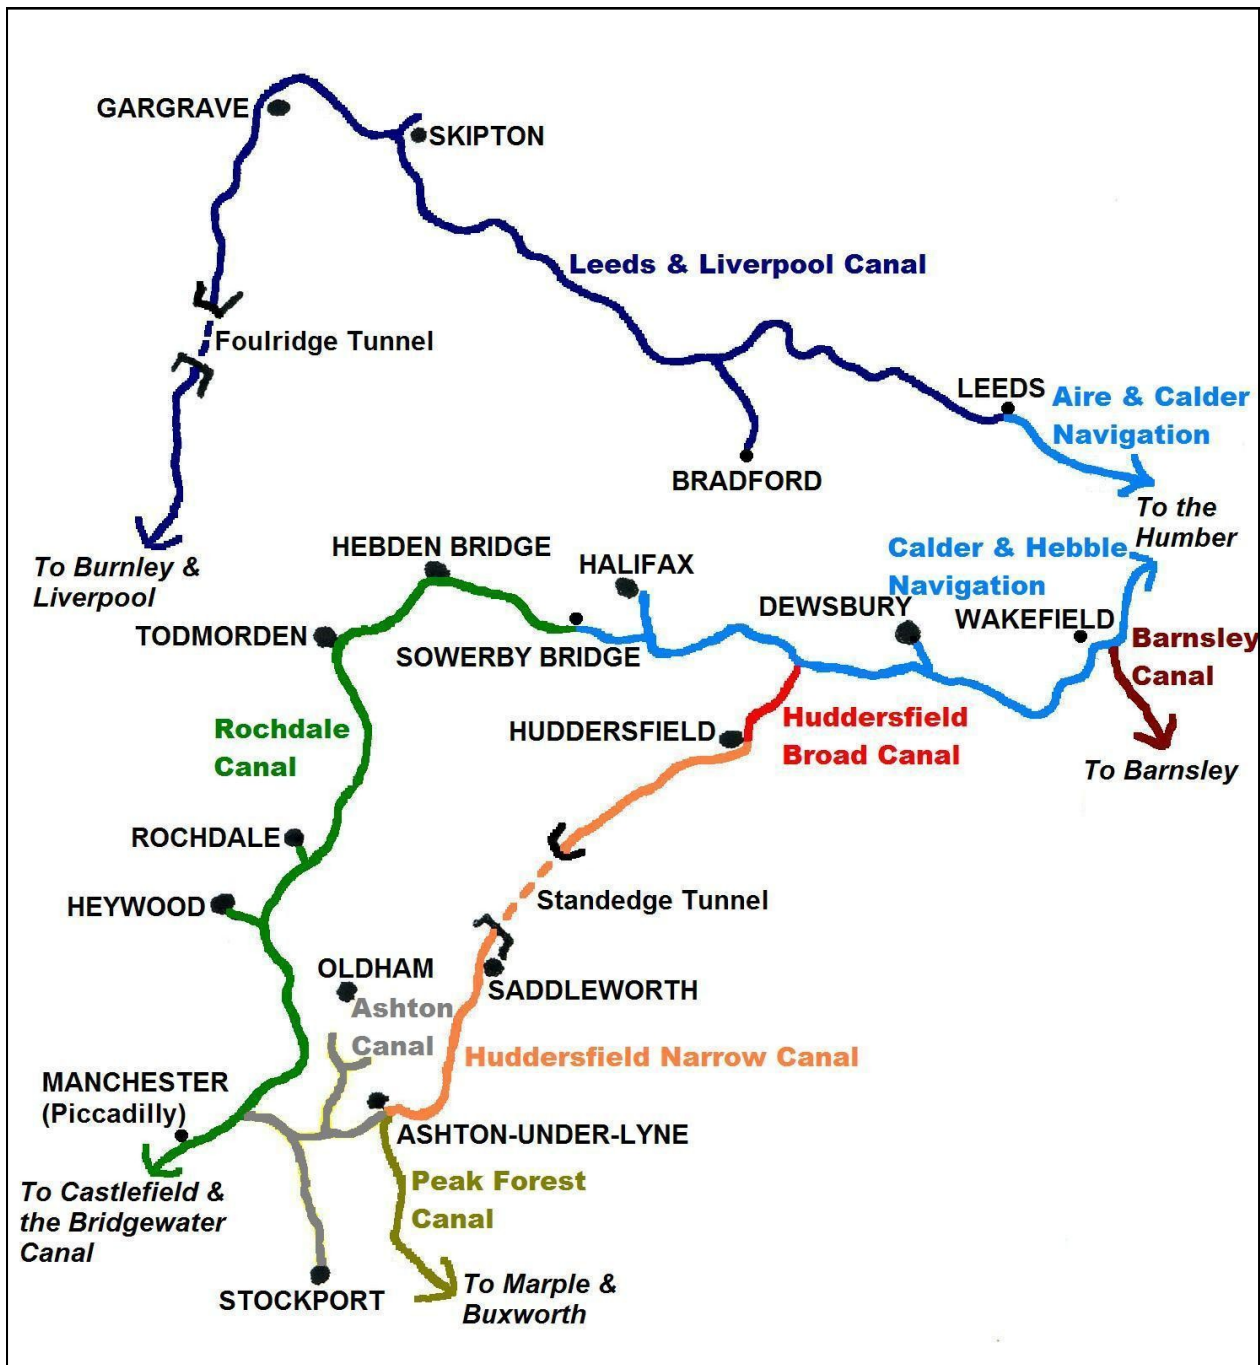 GARGRAVE
SKIPTON
Leeds & Liverpool Canal
Foulridge Tunnel
LEEDS
Aire & Calder
Navigation
BRADFORD
To the
Humber
To Burnley &
Liverpool
HEBDEN BRIDGE
HALIFAX
Calder & Hebble
Navigation
DEWSBURY
WAKEFIELD
TODMORDEN
SOWERBY BRIDGE
Barnsley
Canal
Rochdale
Canal
HUDDERSFIELD
Huddersfield
Broad Canal
To Barnsley
ROCHDALE
HEYWOOD
Standedge Tunnel
OLDHAM
SADDLEWORTH
Ashton
Canal
Huddersfield Narrow Canal
MANCHESTER
(Piccadilly)
ASHTON-UNDER-LYNE
Peak Forest
Canal
To Castlefield &
the Bridgewater
Canal
STOCKPORT
To Marple &
Buxworth